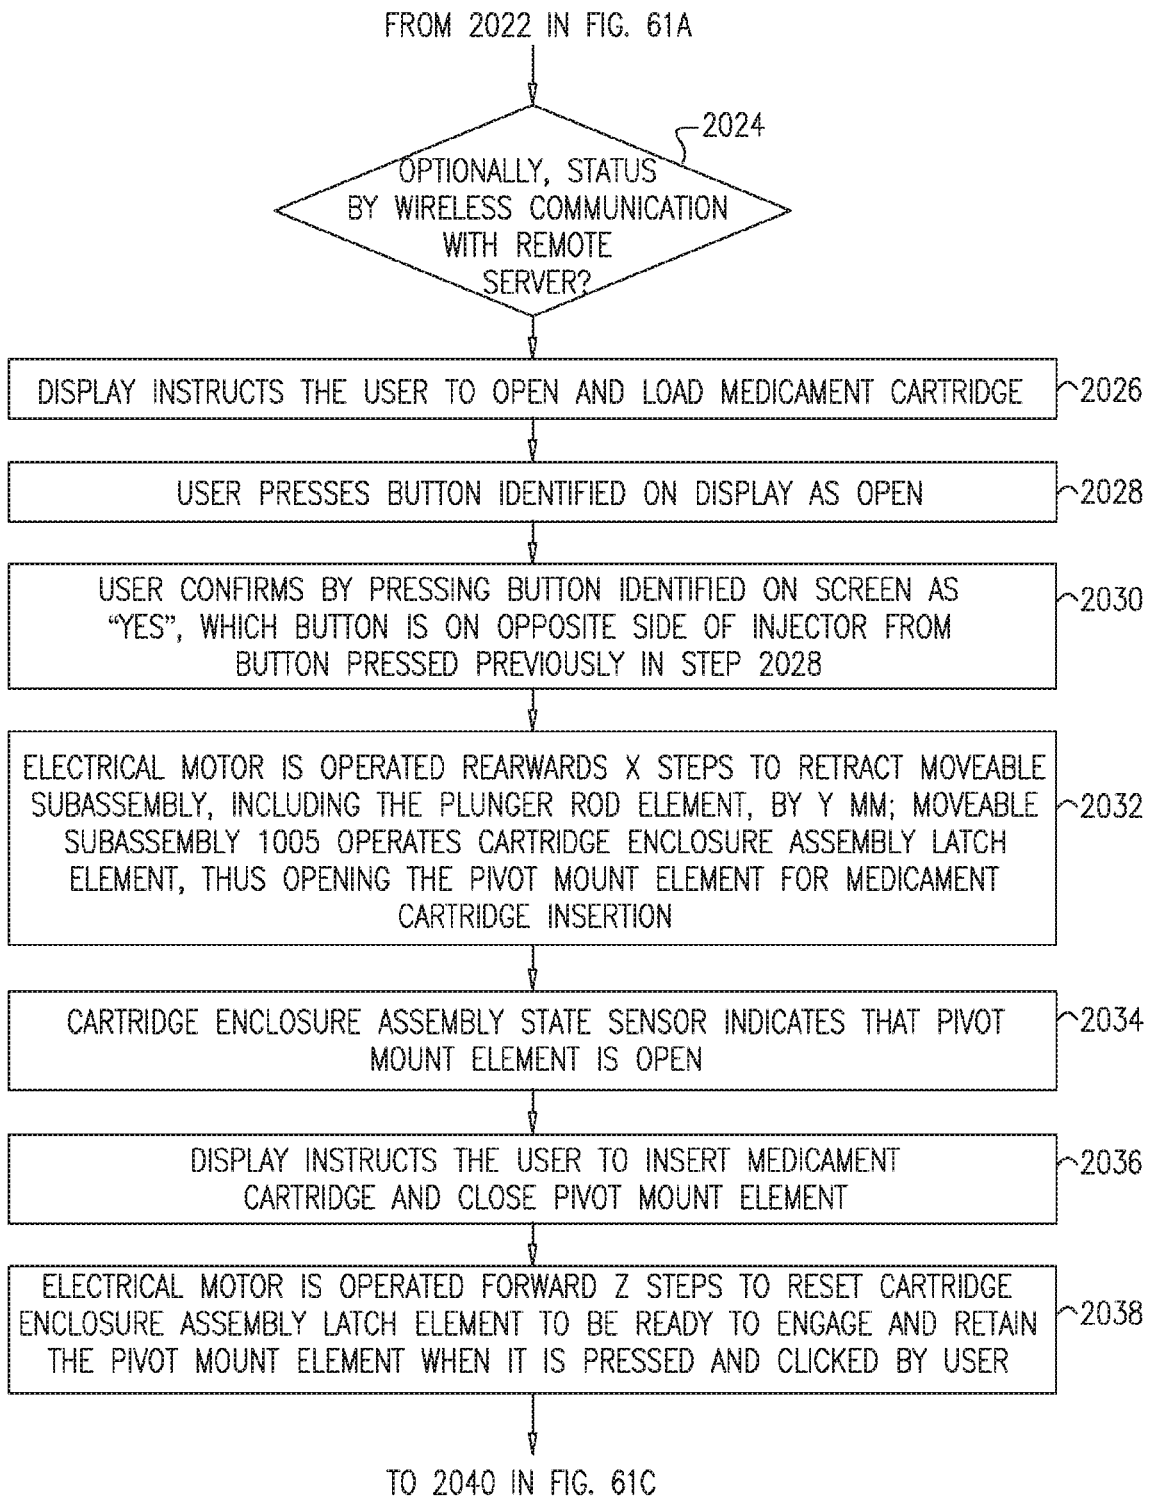 FROM 2022 IN FIG. 61A
2024
OPTIONALLY, STATUS
BY WIRELESS COMMUNICATION
WITH REMOTE
SERVER?
DISPLAY INSTRUCTS THE USER TO OPEN AND LOAD MEDICAMENT CARTRIDGE
2026
USER PRESSES BUTTON IDENTIFIED ON DISPLAY AS OPEN
2028
USER CONFIRMS BY PRESSING BUTTON IDENTIFIED ON SCREEN AS
“YES”, WHICH BUTTON IS ON OPPOSITE SIDE OF INJECTOR FROM
BUTTON PRESSED PREVIOUSLY IN STEP 2028
2030
ELECTRICAL MOTOR IS OPERATED REARWARDS X STEPS TO RETRACT MOVEABLE
SUBASSEMBLY, INCLUDING THE PLUNGER ROD ELEMENT, BY Y MM; MOVEABLE
SUBASSEMBLY 1005 OPERATES CARTRIDGE ENCLOSURE ASSEMBLY LATCH
ELEMENT, THUS OPENING THE PIVOT MOUNT ELEMENT FOR MEDICAMENT
CARTRIDGE INSERTION
2032
CARTRIDGE ENCLOSURE ASSEMBLY STATE SENSOR INDICATES THAT PIVOT
MOUNT ELEMENT IS OPEN
2034
DISPLAY INSTRUCTS THE USER TO INSERT MEDICAMENT
CARTRIDGE AND CLOSE PIVOT MOUNT ELEMENT
2036
ELECTRICAL MOTOR IS OPERATED FORWARD Z STEPS TO RESET CARTRIDGE
ENCLOSURE ASSEMBLY LATCH ELEMENT TO BE READY TO ENGAGE AND RETAIN
THE PIVOT MOUNT ELEMENT WHEN IT IS PRESSED AND CLICKED BY USER
2038
TO 2040 IN FIG. 61C